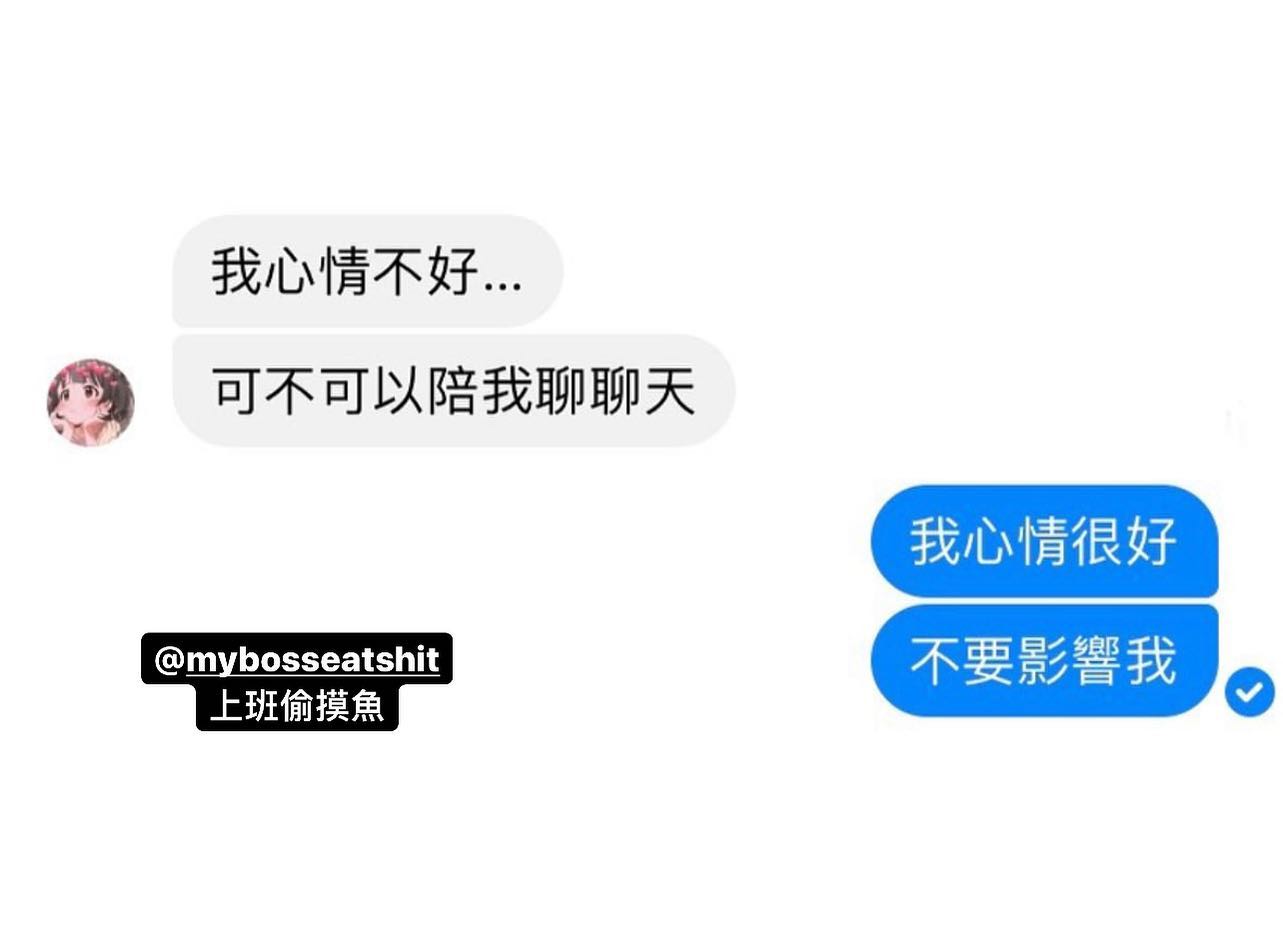 我心情不好...
可不可以陪我聊聊天
我心情很好
不要影響我
@mybosseatshit
上班偷摸魚